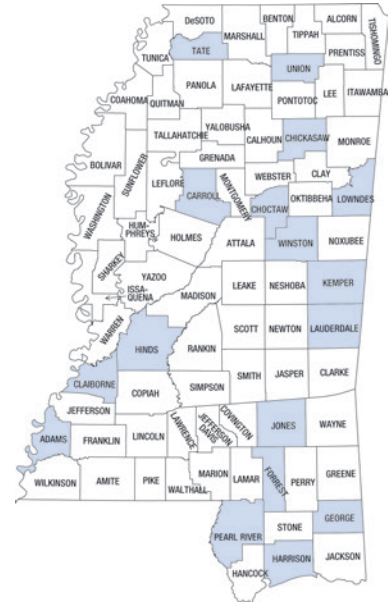 DeSOTO
MARSHALL
BENTON
TIPPAH
ALCORN
TISHOMINGO
PRENTISS
TATE
TUNICA
UNION
PANOLA
LAFAYETTE
LEE
ITAWAMBA
PONTOTOC
COAHOMA
QUITMAN
YALOBUSHA
CHICKASAW
TALLAHATCHIE
CALHOUN
MONROE
BOLIVAR
SUNFLOWER
GRENADA
WEBSTER
CLAY
LEFLORE
CARROLL
MONTGOMERY
CHOCTAW
OKTIBBEHA
LOWNDES
WASHINGTON
HUM-
PHREYS
HOLMES
ATTALA
WINSTON
NOXUBEE
SHARKEY
YAZOO
ISSA-
QUENA
MADISON
LEAKE
NESHOBA
KEMPER
WARREN
HINDS
RANKIN
SCOTT
NEWTON
LAUDERDALE
CLAIBORNE
COPIAH
SIMPSON
SMITH
JASPER
CLARKE
JEFFERSON
ADAMS
FRANKLIN
LINCOLN
LAWRENCE
JEFFERSON
DAVIS
COVINGTON
JONES
WAYNE
WILKINSON
AMITE
PIKE
WALTHALL
MARION
LAMAR
FORREST
PERRY
GREENE
PEARL RIVER
STONE
GEORGE
HANCOCK
HARRISON
JACKSON